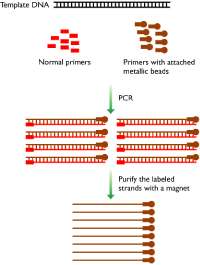 Template DNA
Normal primers
Primers with attached
metallic beads
PCR
Purify the labeled
strands with a magnet